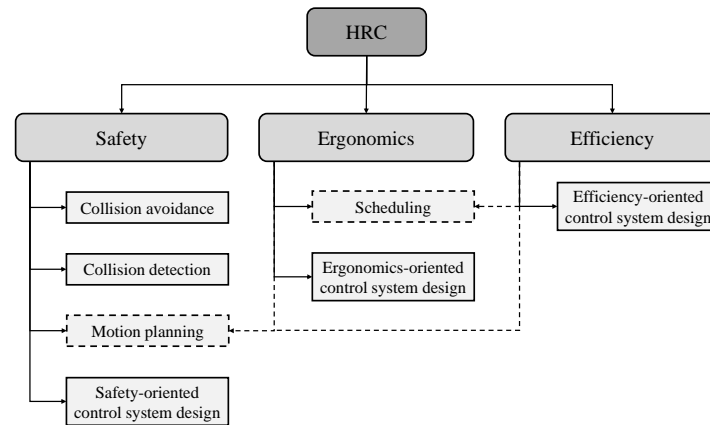 HRC
Safety
Ergonomics
Efficiency
Collision avoidance
Scheduling
Efficiency-oriented
control system design
Collision detection
Ergonomics-oriented
control system design
Motion planning
Safety-oriented
control system design